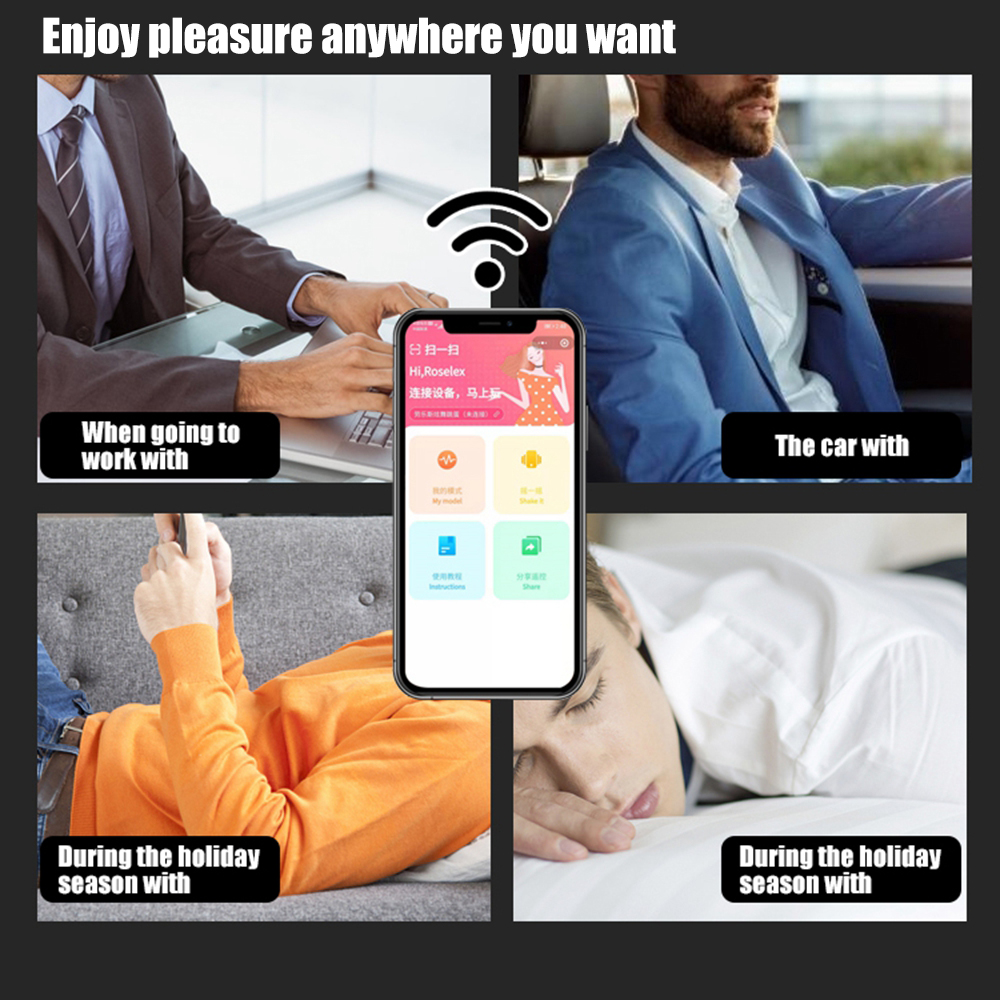 Enjoy pleasure anywhere you want
扫一扫
Hi,Roselex
连接设备，马上玩
When going to
work with
The car with
我的模式
My model
摇一摇
Shake it
使用教程
Instructions
分享遥控
Share
During the holiday
season with
During the holiday
season with